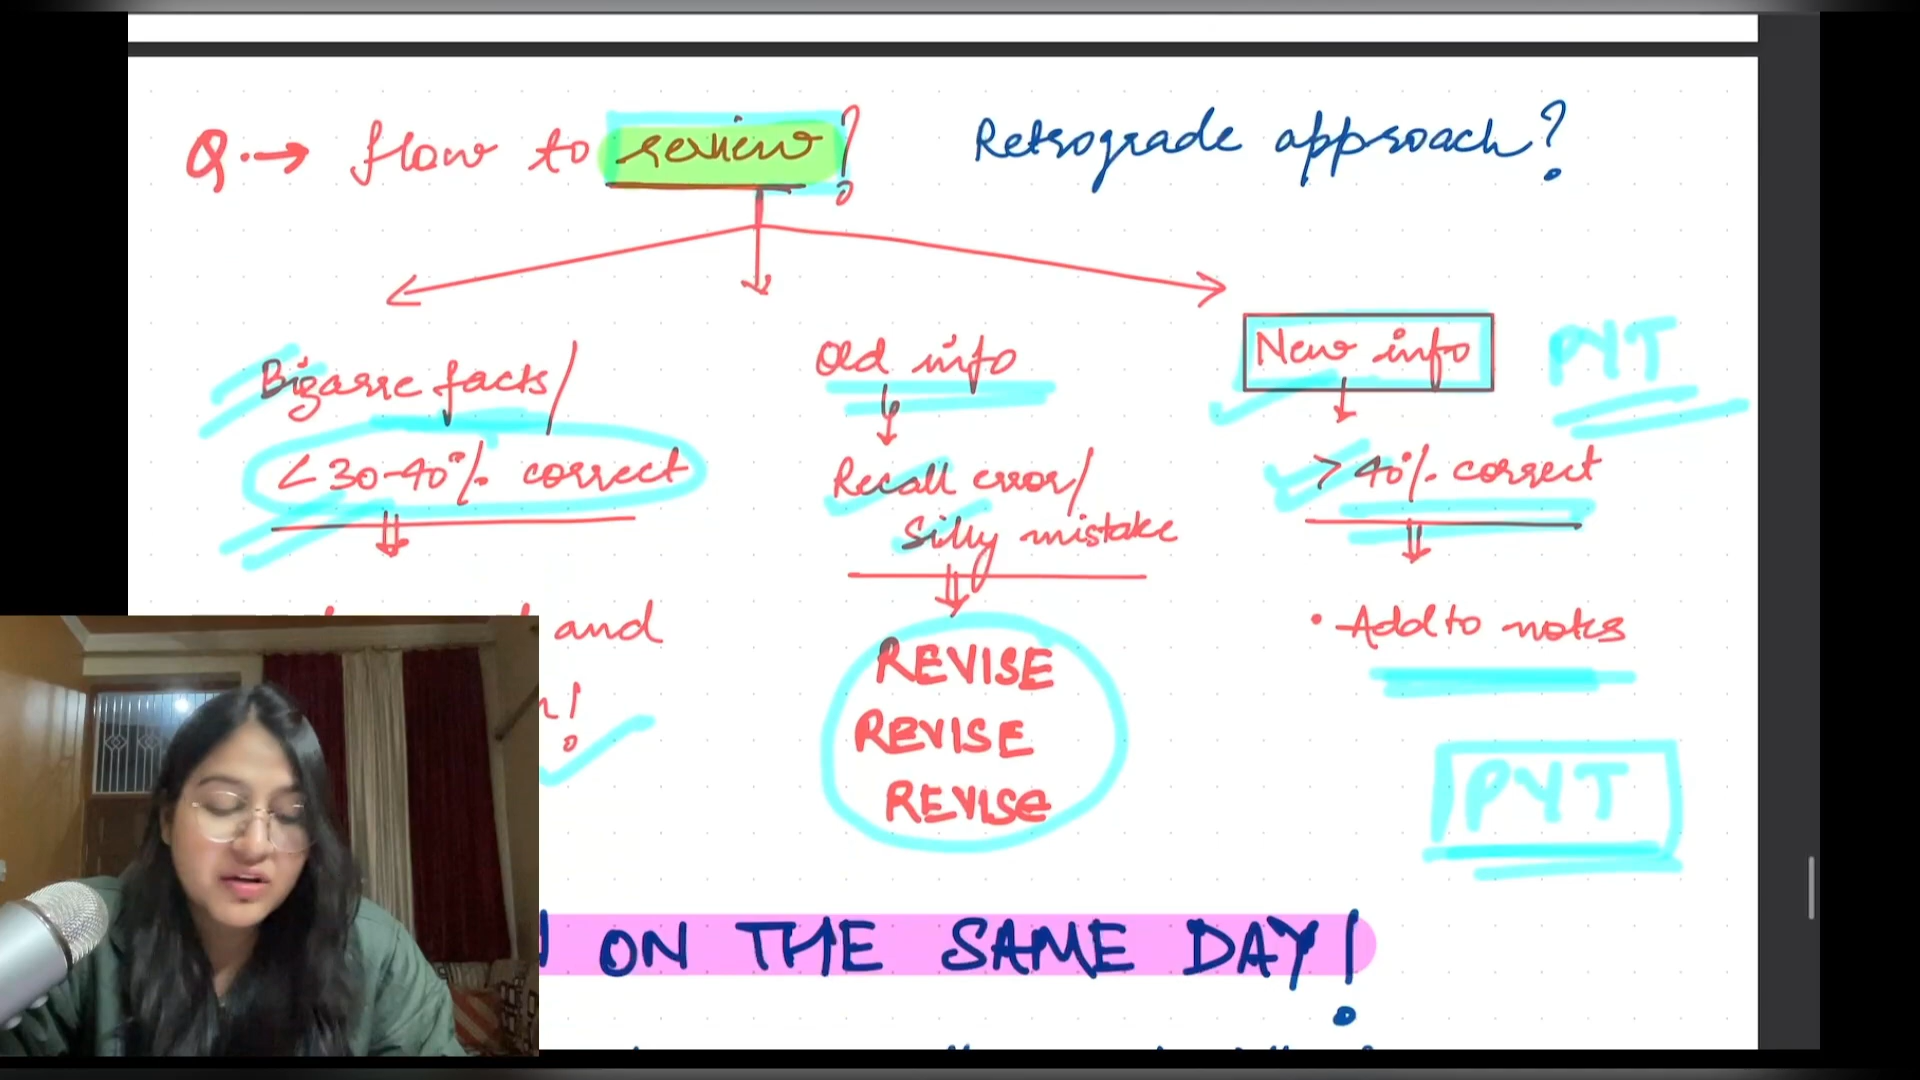 Q.→ How to review? Retrograde approach?
Bizarre facts/
<30-40% correct
and
!
Old info
Recall error/
Silly mistake
REVISE
REVISE
REVISe
New info
PYT
>40% correct
• Add to notes
PYT
ON THE SAME DAY!